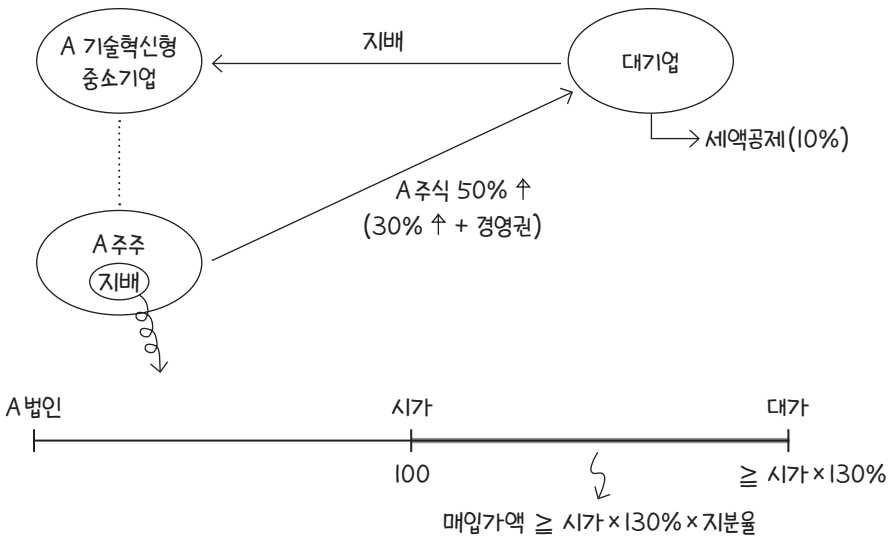 A 기술혁신형
중소기업
지배
대기업
세액공제(10%)
A 주식 50% ↑
(30% ↑ + 경영권)
A 주주
지배
A 법인
시가
대가
100
≧ 시가×130%
매입가액 ≧ 시가×130%×지분율